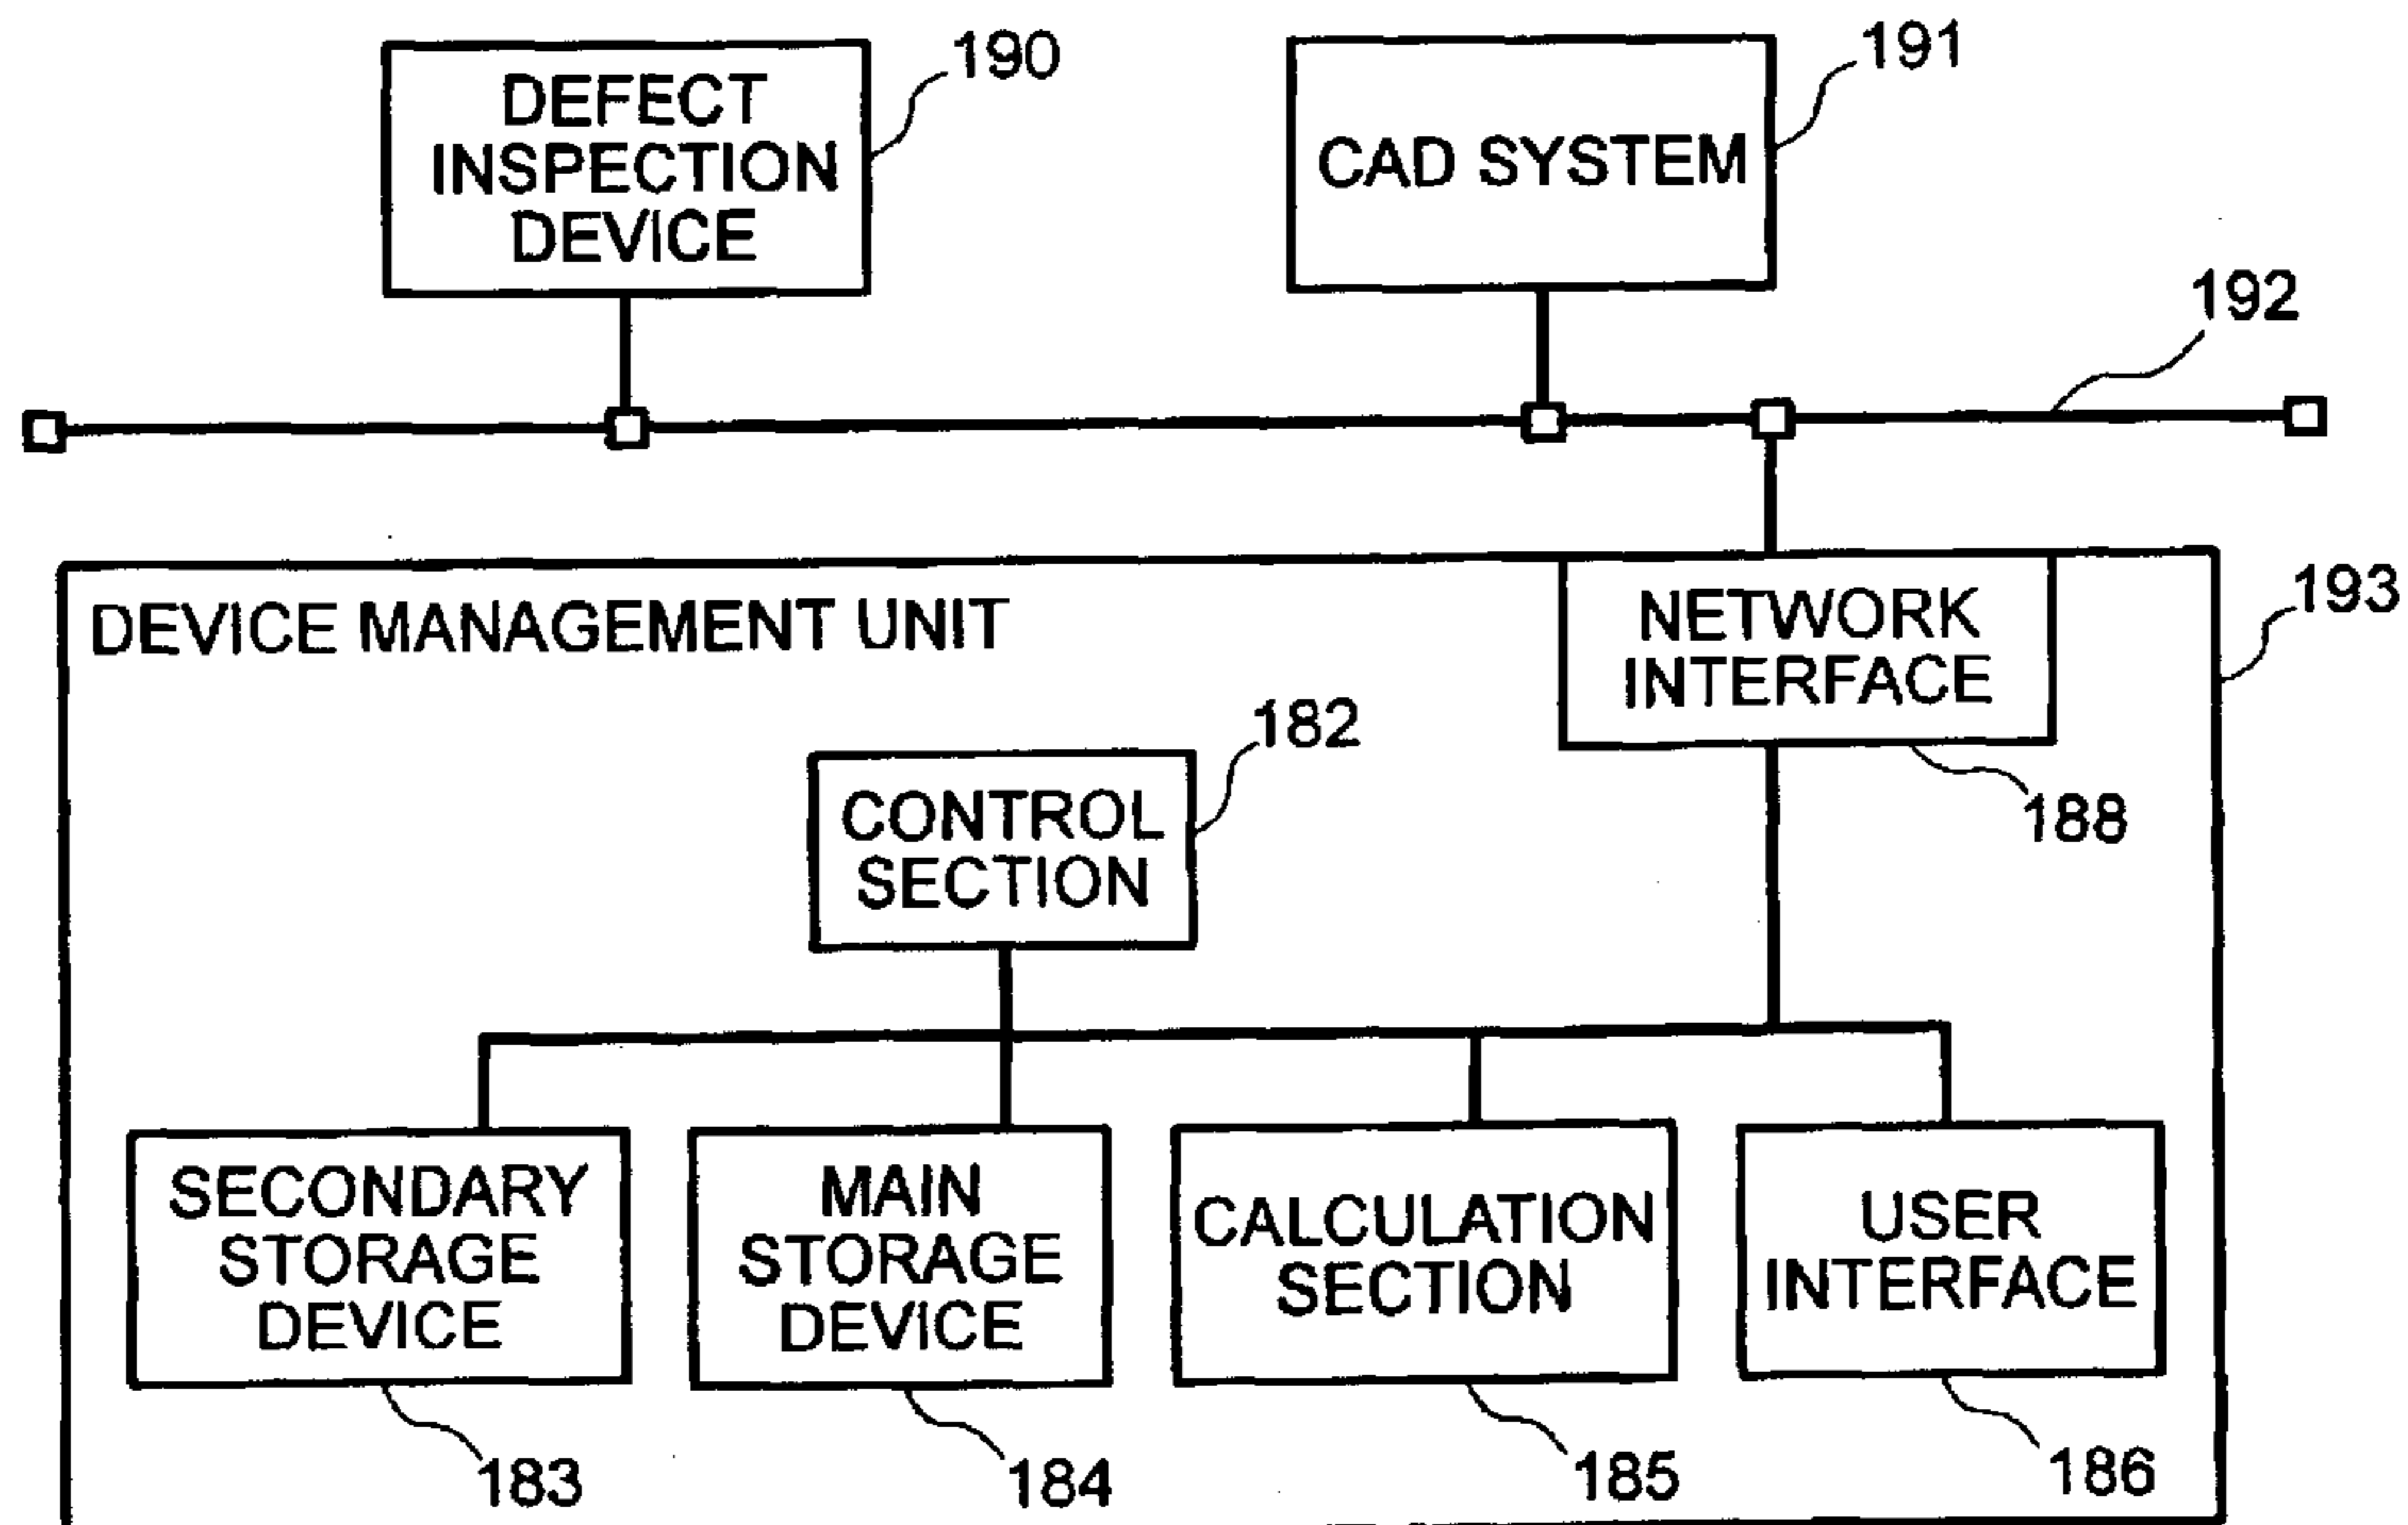 190
DEFECT
INSPECTION
DEVICE
191
CAD SYSTEM
192
193
DEVICE MANAGEMENT UNIT
NETWORK
INTERFACE
188
182
CONTROL
SECTION
SECONDARY
STORAGE
DEVICE
183
MAIN
STORAGE
DEVICE
184
CALCULATION
SECTION
185
USER
INTERFACE
186